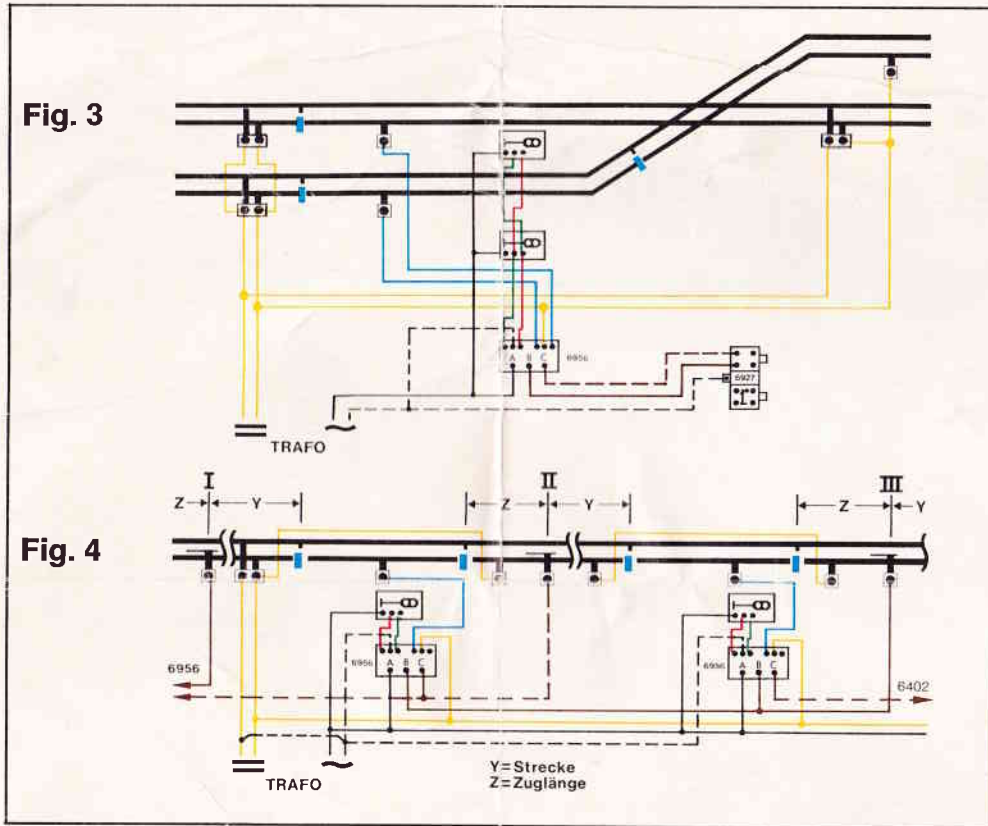 Fig. 3
A B C 6956
6927
TRAFO
I II III
Z Y Z Y Z Y
Fig. 4
6956 A B C
6956 A B C
6956
6402
TRAFO
Y=Strecke
Z=Zuglänge